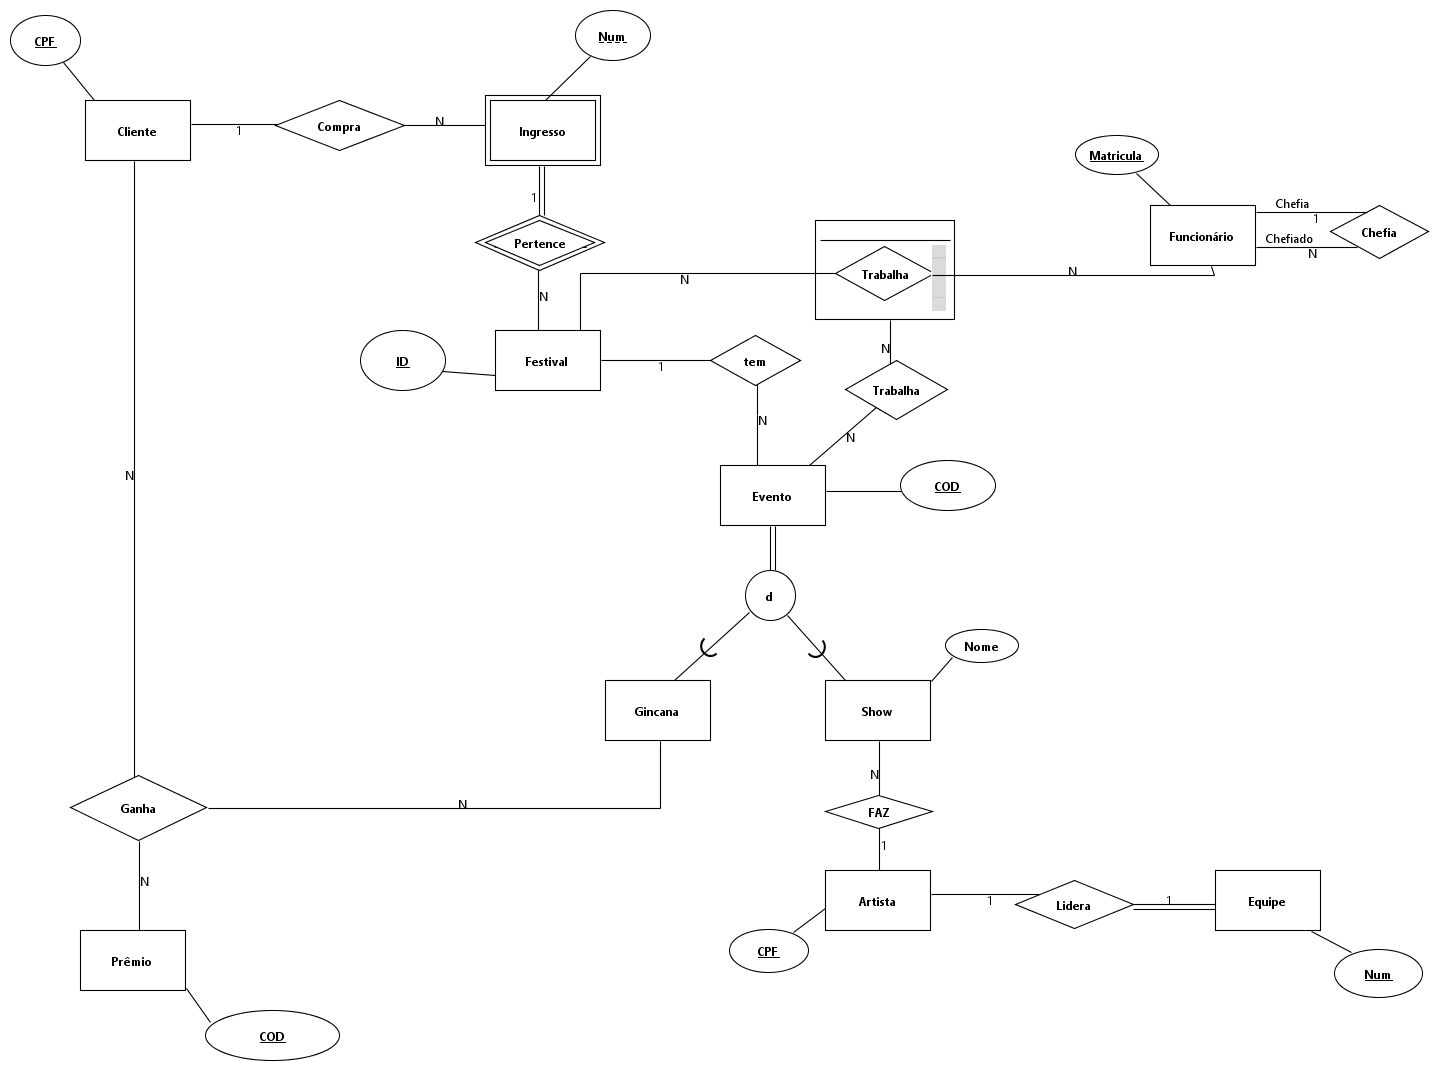 CPF
Num
Cliente
1
Compra
N
Ingresso
Matricula
1
Chefia
1
Funcionário
Chefia
Chefiado
N
Pertence
Trabalha
N
N
N
ID
Festival
1
tem
N
Trabalha
N
N
N
Evento
COD
d
Nome
Gincana
Show
N
Ganha
N
FAZ
1
N
Artista
1
Lidera
1
Equipe
CPF
Prêmio
Num
COD